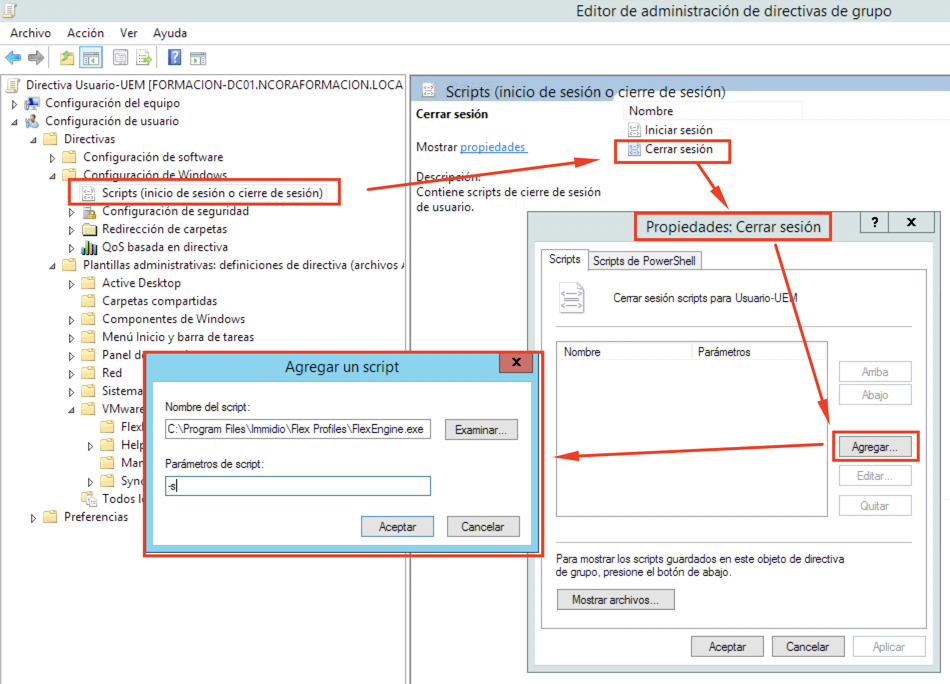 Editor de administración de directivas de grupo
Archivo Acción Ver Ayuda
Directiva Usuario-UEM [FORMACION-DC01.NCORAFORMACION.LOCA
Configuración del equipo
Configuración de usuario
Directivas
Configuración de software
Configuración de Windows
Scripts (inicio de sesión o cierre de sesión)
Configuración de seguridad
Redirección de carpetas
QoS basada en directiva
Plantillas administrativas: definiciones de directiva (archivos
Active Desktop
Carpetas compartidas
Componentes de Windows
Menú Inicio y barra de tareas
Panel d
Red
Sistema
VMware
Flex
Help
Man
Sync
Todos l
Preferencias
Scripts (inicio de sesión o cierre de sesión)
Cerrar sesión
Mostrar propiedades
Descripción:
Contiene scripts de cierre de sesión
de usuario.
Nombre
Iniciar sesión
Cerrar sesión
Propiedades: Cerrar sesión
? X
Scripts Scripts de PowerShell
Cerrar sesión scripts para Usuario-UEM
Nombre Parámetros
Arriba
Abajo
Agregar...
Editar...
Quitar
Para mostrar los scripts guardados en este objeto de directiva
de grupo, presione el botón de abajo.
Mostrar archivos...
Aceptar Cancelar Aplicar
Agregar un script
X
Nombre del script:
C:\Program Files\Immidio\Flex Profiles\FlexEngine.exe Examinar...
Parámetros de script:
-s
Aceptar Cancelar